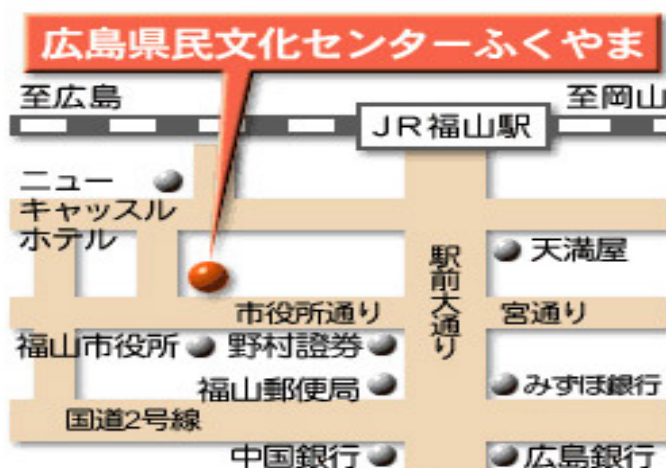 広島県民文化センターふくやま
至広島
至岡山
JR福山駅
ニュー
キャッスル
ホテル
駅前大通り
天満屋
市役所通り
宮通り
福山市役所
野村證券
福山郵便局
みずほ銀行
国道2号線
中国銀行
広島銀行